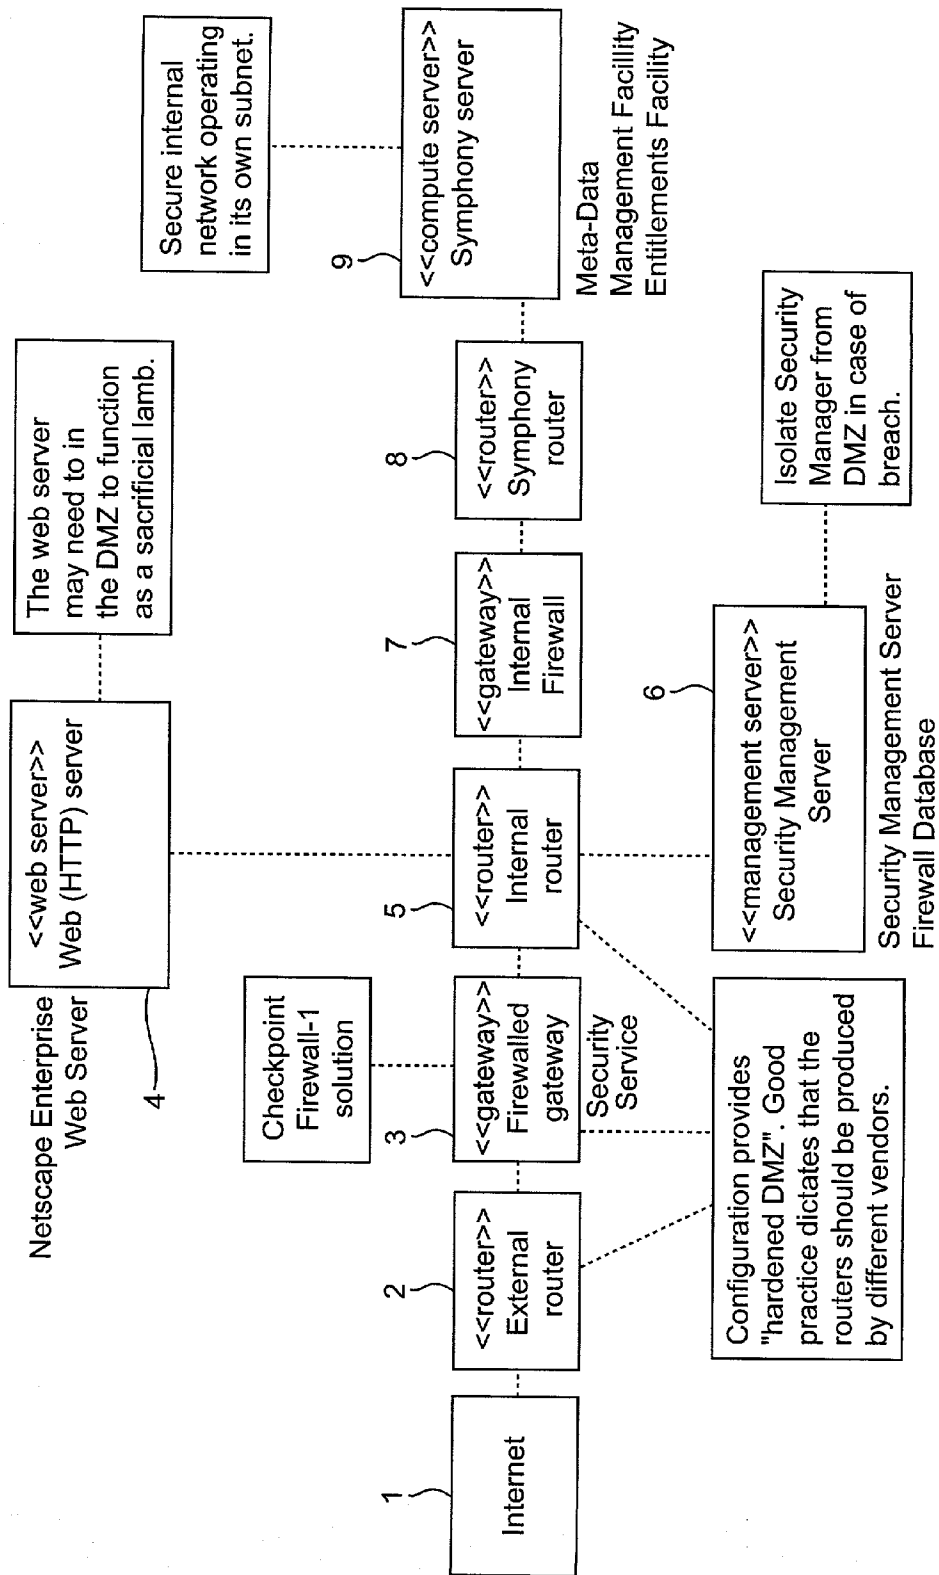 Netscape Enterprise
Web Server
4
<<web server>>
Web (HTTP) server
The web server
may need to in
the DMZ to function
as a sacrificial lamb.
Secure internal
network operating
in its own subnet.
Checkpoint
Firewall-1
solution
1
Internet
2
<<router>>
External
router
3
<<gateway>>
Firewalled
gateway
Security
Service
5
<<router>>
Internal
router
7
<<gateway>>
Internal
Firewall
8
<<router>>
Symphony
router
9
<<compute server>>
Symphony server
Meta-Data
Management Facillity
Entitlements Facility
Configuration provides
"hardened DMZ". Good
practice dictates that the
routers should be produced
by different vendors.
6
<<management server>>
Security Management
Server
Security Management Server
Firewall Database
Isolate Security
Manager from
DMZ in case of
breach.